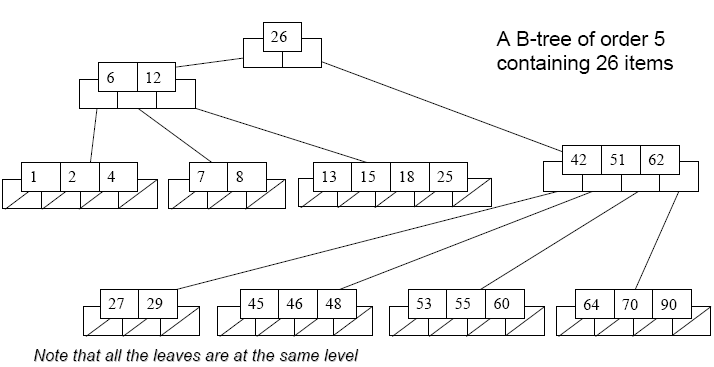 26
A B-tree of order 5
containing 26 items
6 12
42 51 62
1 2 4
7 8
13 15 18 25
27 29
45 46 48
53 55 60
64 70 90
Note that all the leaves are at the same level